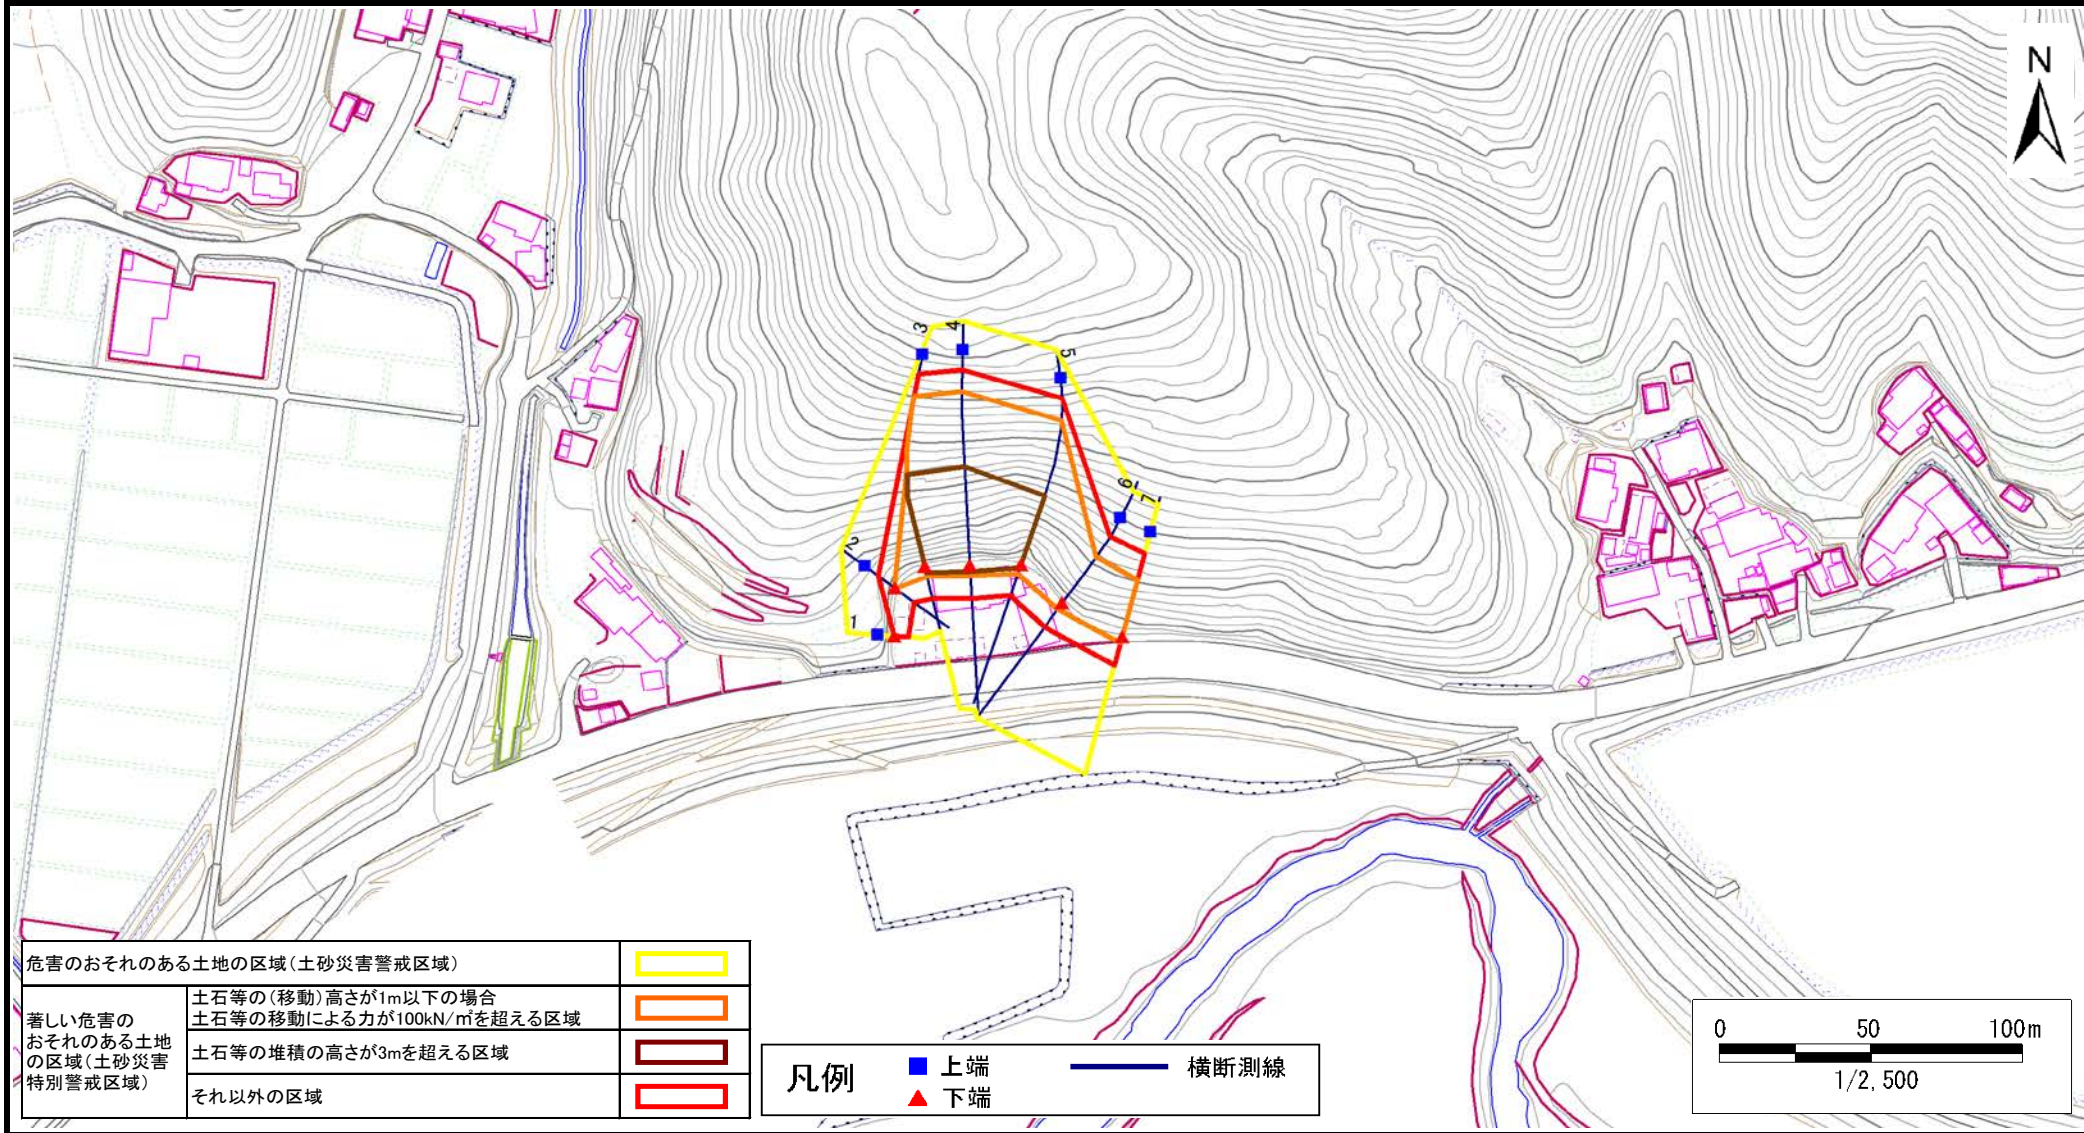 N
3
4
5
6
7
2
1
危害のおそれのある土地の区域(土砂災害警戒区域)
著しい危害の
おそれのある土地
の区域(土砂災害
特別警戒区域)
土石等の(移動)高さが1m以下の場合
土石等の移動による力が100kN/㎡を超える区域
土石等の堆積の高さが3mを超える区域
それ以外の区域
凡例
上端
下端
横断測線
0 50 100m
1/2,500